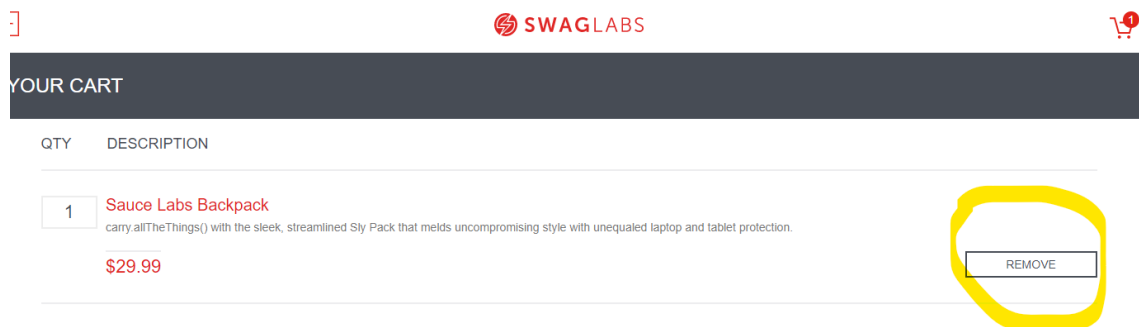 SWAGLABS
1
YOUR CART
QTY DESCRIPTION
1 Sauce Labs Backpack
carry.allTheThings() with the sleek, streamlined Sly Pack that melds uncompromising style with unequaled laptop and tablet protection.
$29.99
REMOVE